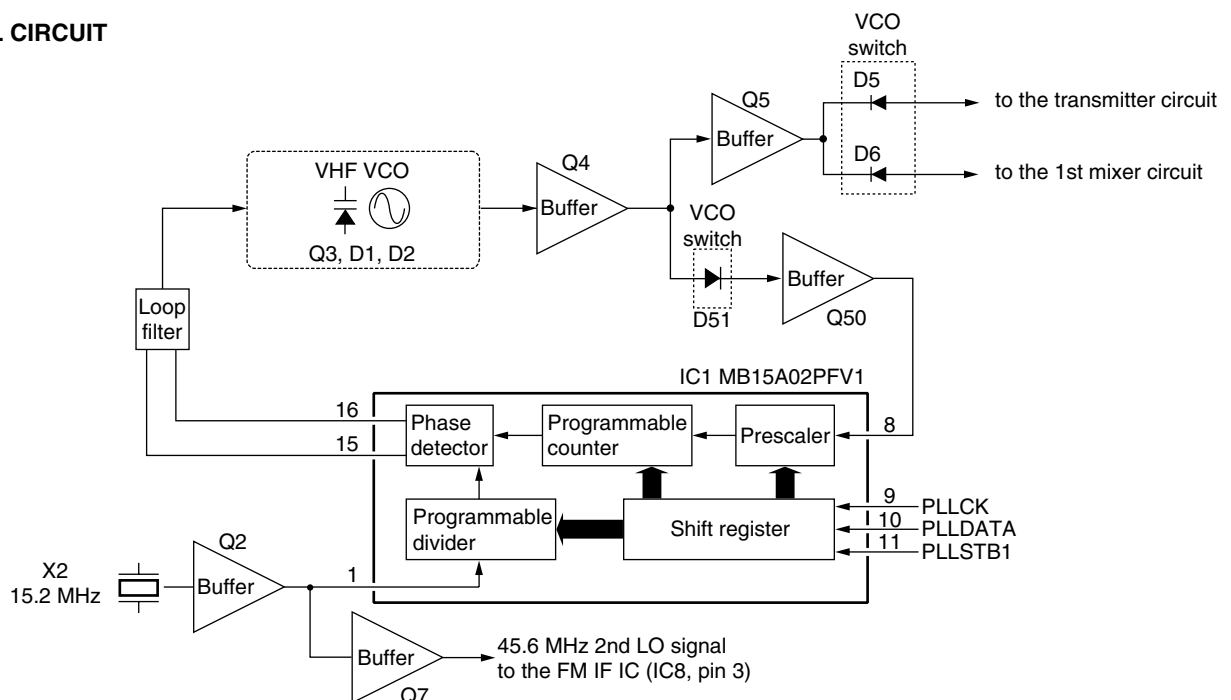 CIRCUIT
VCO
switch
D5
to the transmitter circuit
Q5
Buffer
D6
to the 1st mixer circuit
VHF VCO
Q3, D1, D2
Q4
Buffer
VCO
switch
D51
Buffer
Q50
Loop
filter
IC1 MB15A02PFV1
16
15
Phase
detector
Programmable
counter
Prescaler
8
Programmable
divider
Shift register
9
PLLCK
10
PLLDATA
11
PLLSTB1
X2
15.2 MHz
Q2
Buffer
1
Buffer
Q7
45.6 MHz 2nd LO signal
to the FM IF IC (IC8, pin 3)